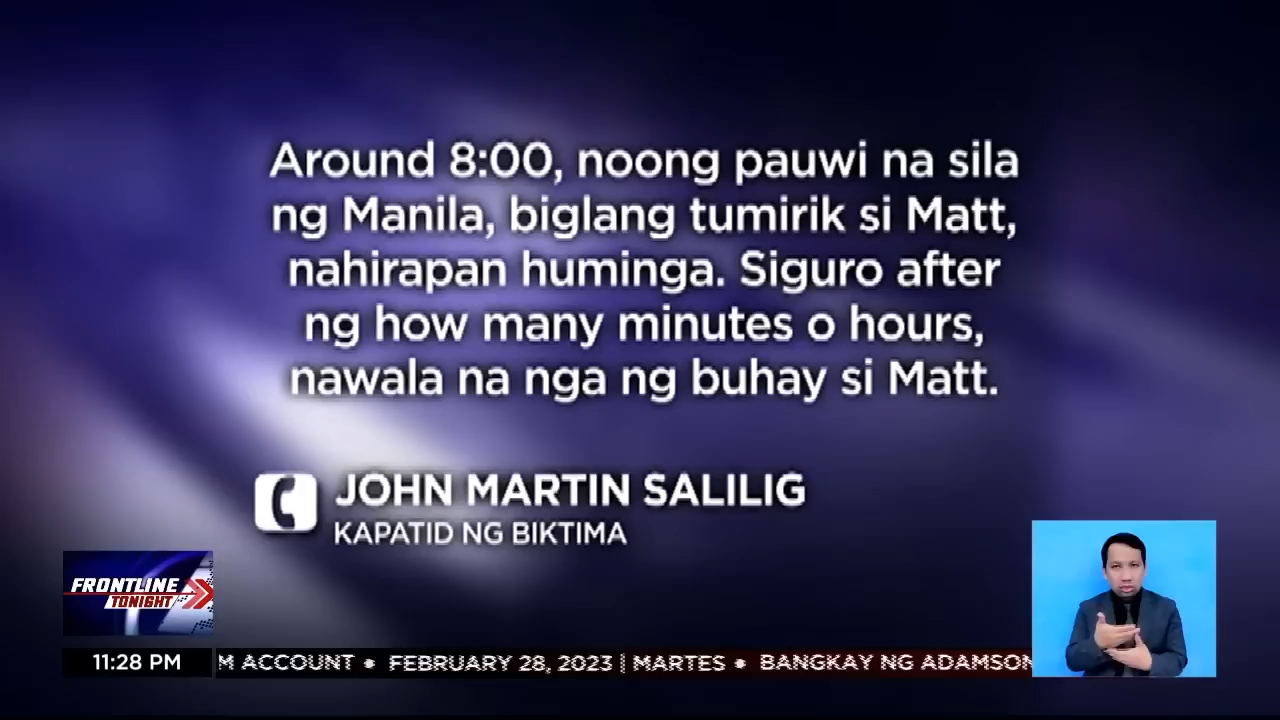 Around 8:00, noong pauwi na sila
ng Manila, biglang tumirik si Matt,
nahirapan huminga. Siguro after
ng how many minutes o hours,
nawala na nga ng buhay si Matt.
JOHN MARTIN SALILIG
KAPATID NG BIKTIMA
FRONTLINE
TONIGHT
11:28 PM
M ACCOUNT • FEBRUARY 28, 2023 | MARTES • BANGKAY NG ADAMSON